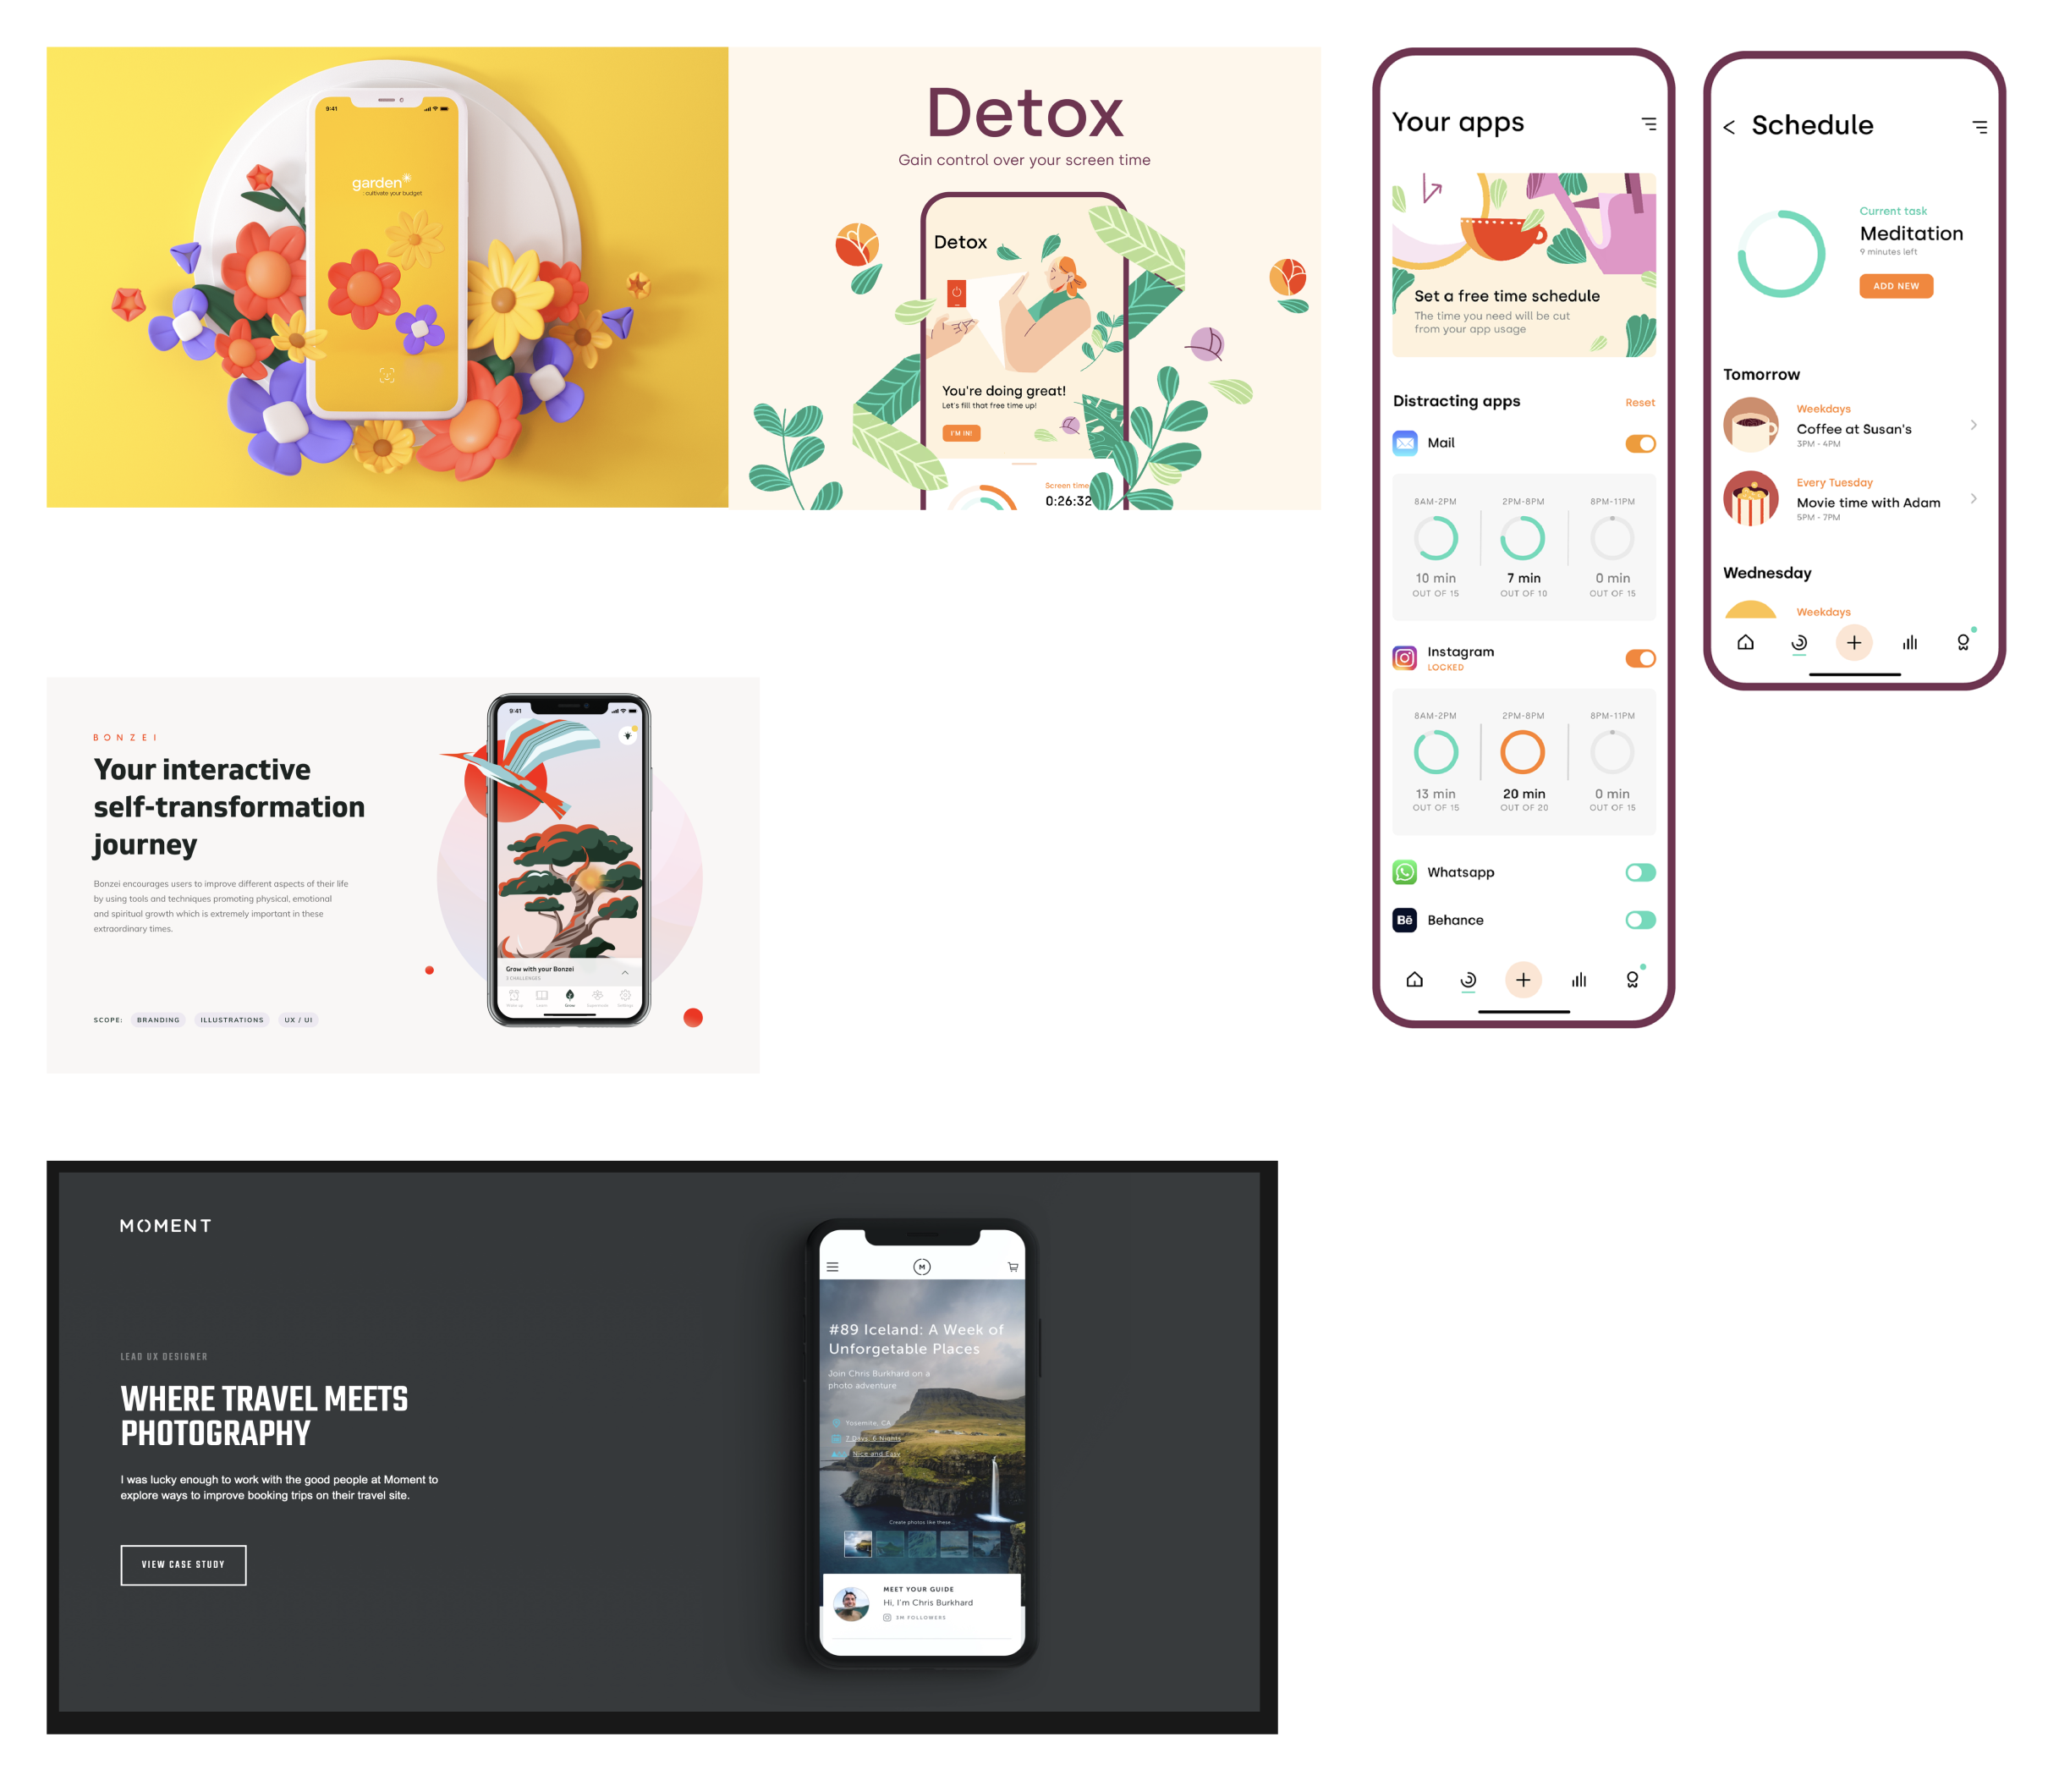 9:41
garden*
: cultivate your budget
Detox
Gain control over your screen time
Detox
You're doing great!
Let's fill that free time up!
I'M IN!
Screen time
0:26:32
Your apps
Set a free time schedule
The time you need will be cut
from your app usage
Distracting apps
Reset
Mail
8AM-2PM 2PM-8PM 8PM-11PM
10 min 7 min 0 min
OUT OF 15 OUT OF 10 OUT OF 15
Instagram
LOCKED
8AM-2PM 2PM-8PM 8PM-11PM
13 min 20 min 0 min
OUT OF 15 OUT OF 20 OUT OF 15
Whatsapp
Bē
Behance
< Schedule
Current task
Meditation
9 minutes left
ADD NEW
Tomorrow
Weekdays
Coffee at Susan's
3PM - 4PM
Every Tuesday
Movie time with Adam
5PM - 7PM
Wednesday
Weekdays
BONZEI
Your interactive
self-transformation
journey
Bonzei encourages users to improve different aspects of their life
by using tools and techniques promoting physical, emotional
and spiritual growth which is extremely important in these
extraordinary times.
SCOPE: BRANDING ILLUSTRATIONS UX / UI
9:41
Grow with your Bonzei
3 CHALLENGES
Wake up Learn Grow Experience Settings
MOMENT
LEAD UX DESIGNER
WHERE TRAVEL MEETS
PHOTOGRAPHY
I was lucky enough to work with the good people at Moment to
explore ways to improve booking trips on their travel site.
VIEW CASE STUDY
M
#89 Iceland: A Week of
Unforgetable Places
Join Chris Burkhard on a
photo adventure
Yosemite, CA
7 Days, 6 Nights
Nice and Easy
Create photos like these...
MEET YOUR GUIDE
Hi, I'm Chris Burkhard
3M FOLLOWERS